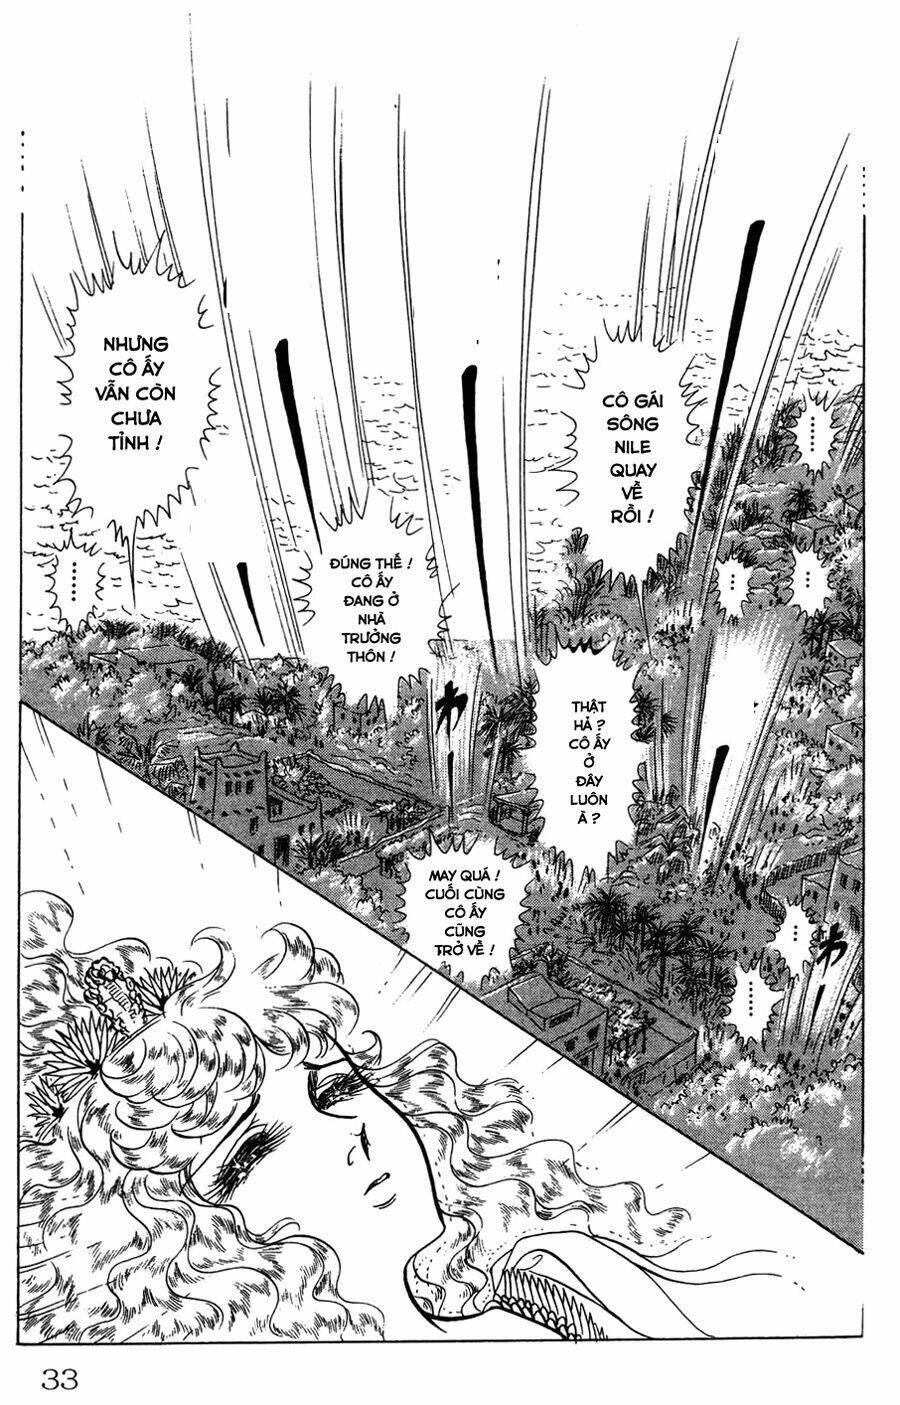 CÔ GÁI
SÔNG
NILE
QUAY
VỀ
RỒI !
THẬT
HẢ ?
CÔ ẤY
Ở
ĐÂY
LUÔN
À ?
ĐÚNG THẾ !
CÔ ẤY
ĐANG Ở
NHÀ
TRƯỞNG
THÔN !
MAY QUÁ !
CUỐI CÙNG
CÔ ẤY
CŨNG
TRỞ VỀ !
NHƯNG
CÔ ẤY
VẪN CÒN
CHƯA
TỈNH !
わ
わ
33